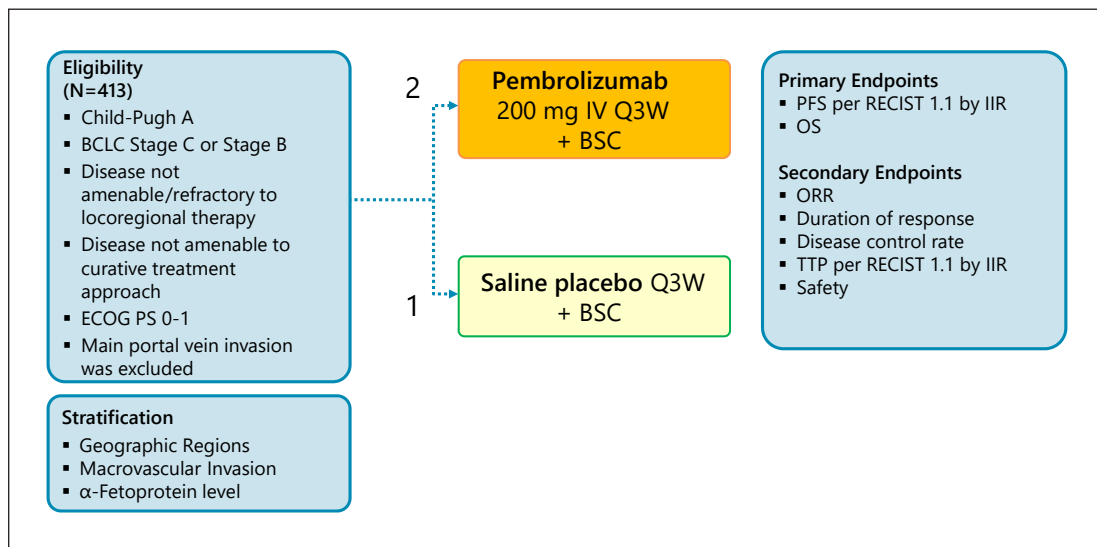 Eligibility
(N=413)
▪ Child-Pugh A
▪ BCLC Stage C or Stage B
▪ Disease not
amenable/refractory to
locoregional therapy
▪ Disease not amenable to
curative treatment
approach
▪ ECOG PS 0-1
▪ Main portal vein invasion
was excluded
Stratification
▪ Geographic Regions
▪ Macrovascular Invasion
▪ α-Fetoprotein level
2
Pembrolizumab
200 mg IV Q3W
+ BSC
1
Saline placebo Q3W
+ BSC
Primary Endpoints
▪ PFS per RECIST 1.1 by IIR
▪ OS
Secondary Endpoints
▪ ORR
▪ Duration of response
▪ Disease control rate
▪ TTP per RECIST 1.1 by IIR
▪ Safety